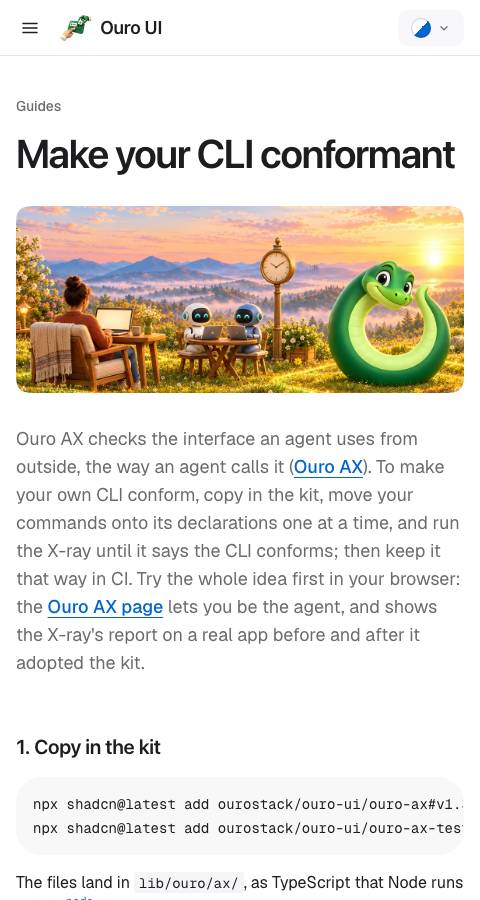 Ouro UI
Guides
Make your CLI conformant
Ouro AX checks the interface an agent uses from
outside, the way an agent calls it (Ouro AX). To make
your own CLI conform, copy in the kit, move your
commands onto its declarations one at a time, and run
the X-ray until it says the CLI conforms; then keep it
that way in CI. Try the whole idea first in your browser:
the Ouro AX page lets you be the agent, and shows
the X-ray's report on a real app before and after it
adopted the kit.
1. Copy in the kit
npx shadcn@latest add ourostack/ouro-ui/ouro-ax#v1.
npx shadcn@latest add ourostack/ouro-ui/ouro-ax-tes
The files land in lib/ouro/ax/, as TypeScript that Node runs